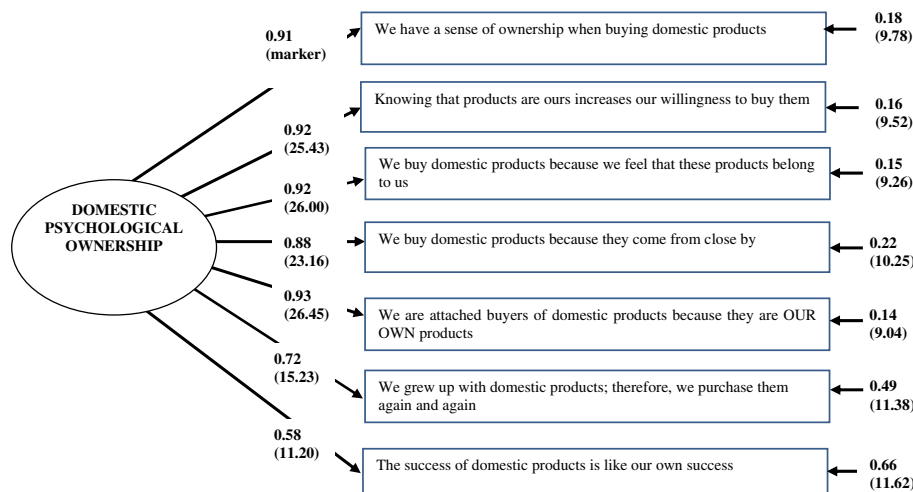 0.91
(marker)
We have a sense of ownership when buying domestic products
0.18
(9.78)
0.92
(25.43)
Knowing that products are ours increases our willingness to buy them
0.16
(9.52)
0.92
(26.00)
We buy domestic products because we feel that these products belong
to us
0.15
(9.26)
DOMESTIC
PSYCHOLOGICAL
OWNERSHIP
0.88
(23.16)
We buy domestic products because they come from close by
0.22
(10.25)
0.93
(26.45)
We are attached buyers of domestic products because they are OUR
OWN products
0.14
(9.04)
0.72
(15.23)
We grew up with domestic products; therefore, we purchase them
again and again
0.49
(11.38)
0.58
(11.20)
The success of domestic products is like our own success
0.66
(11.62)